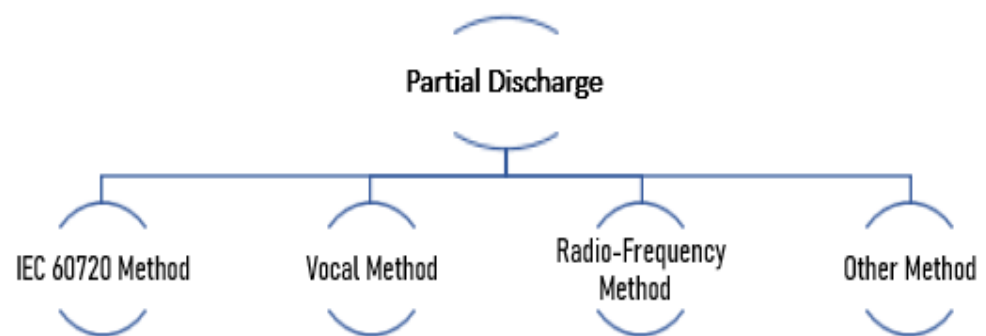 Partial Discharge
IEC 60720 Method
Vocal Method
Radio-Frequency
Method
Other Method